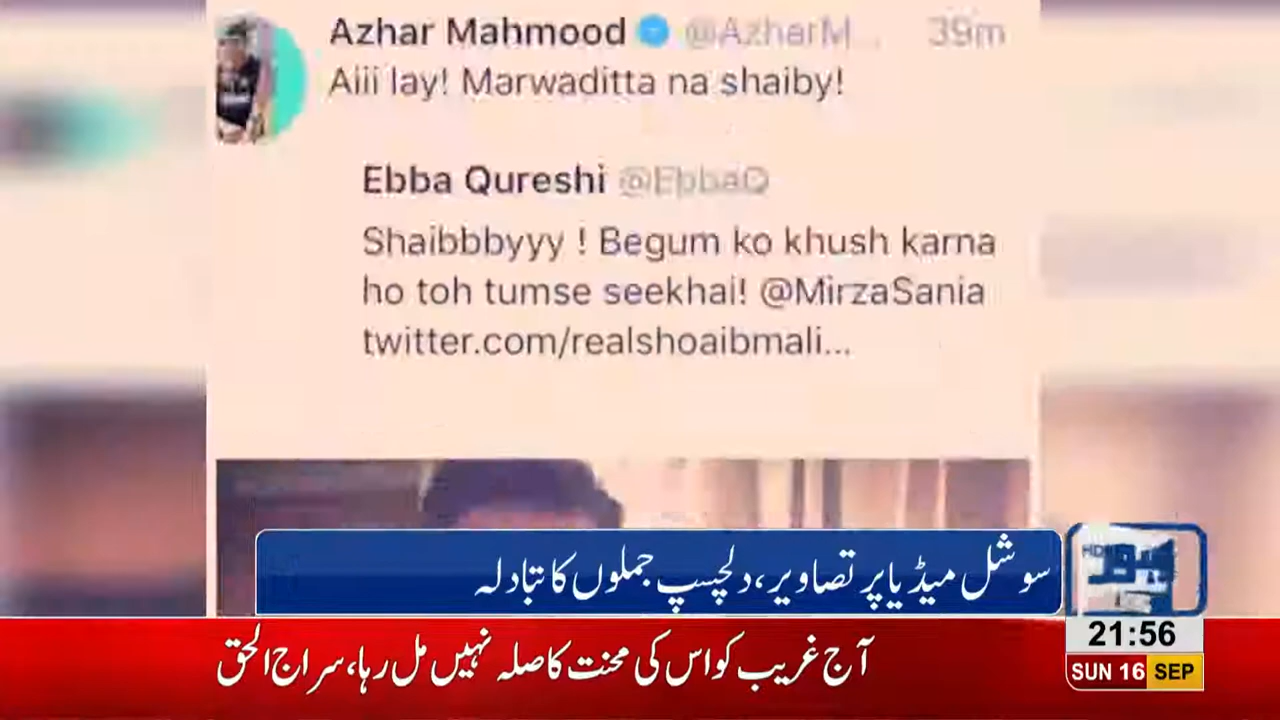 Azhar Mahmood @AzharM... 39m
Aiii lay! Marwaditta na shaiby!
Ebba Qureshi @EbbaQ
Shaibbbyyy ! Begum ko khush karna
ho toh tumse seekhai! @MirzaSania
twitter.com/realshoaibmali...
سوشل میڈیا پر تصاویر، دلچسپ جملوں کا تبادلہ
HD
21:56
آج غریب کو اس کی محنت کا صلہ نہیں مل رہا، سراج الحق
SUN 16 SEP